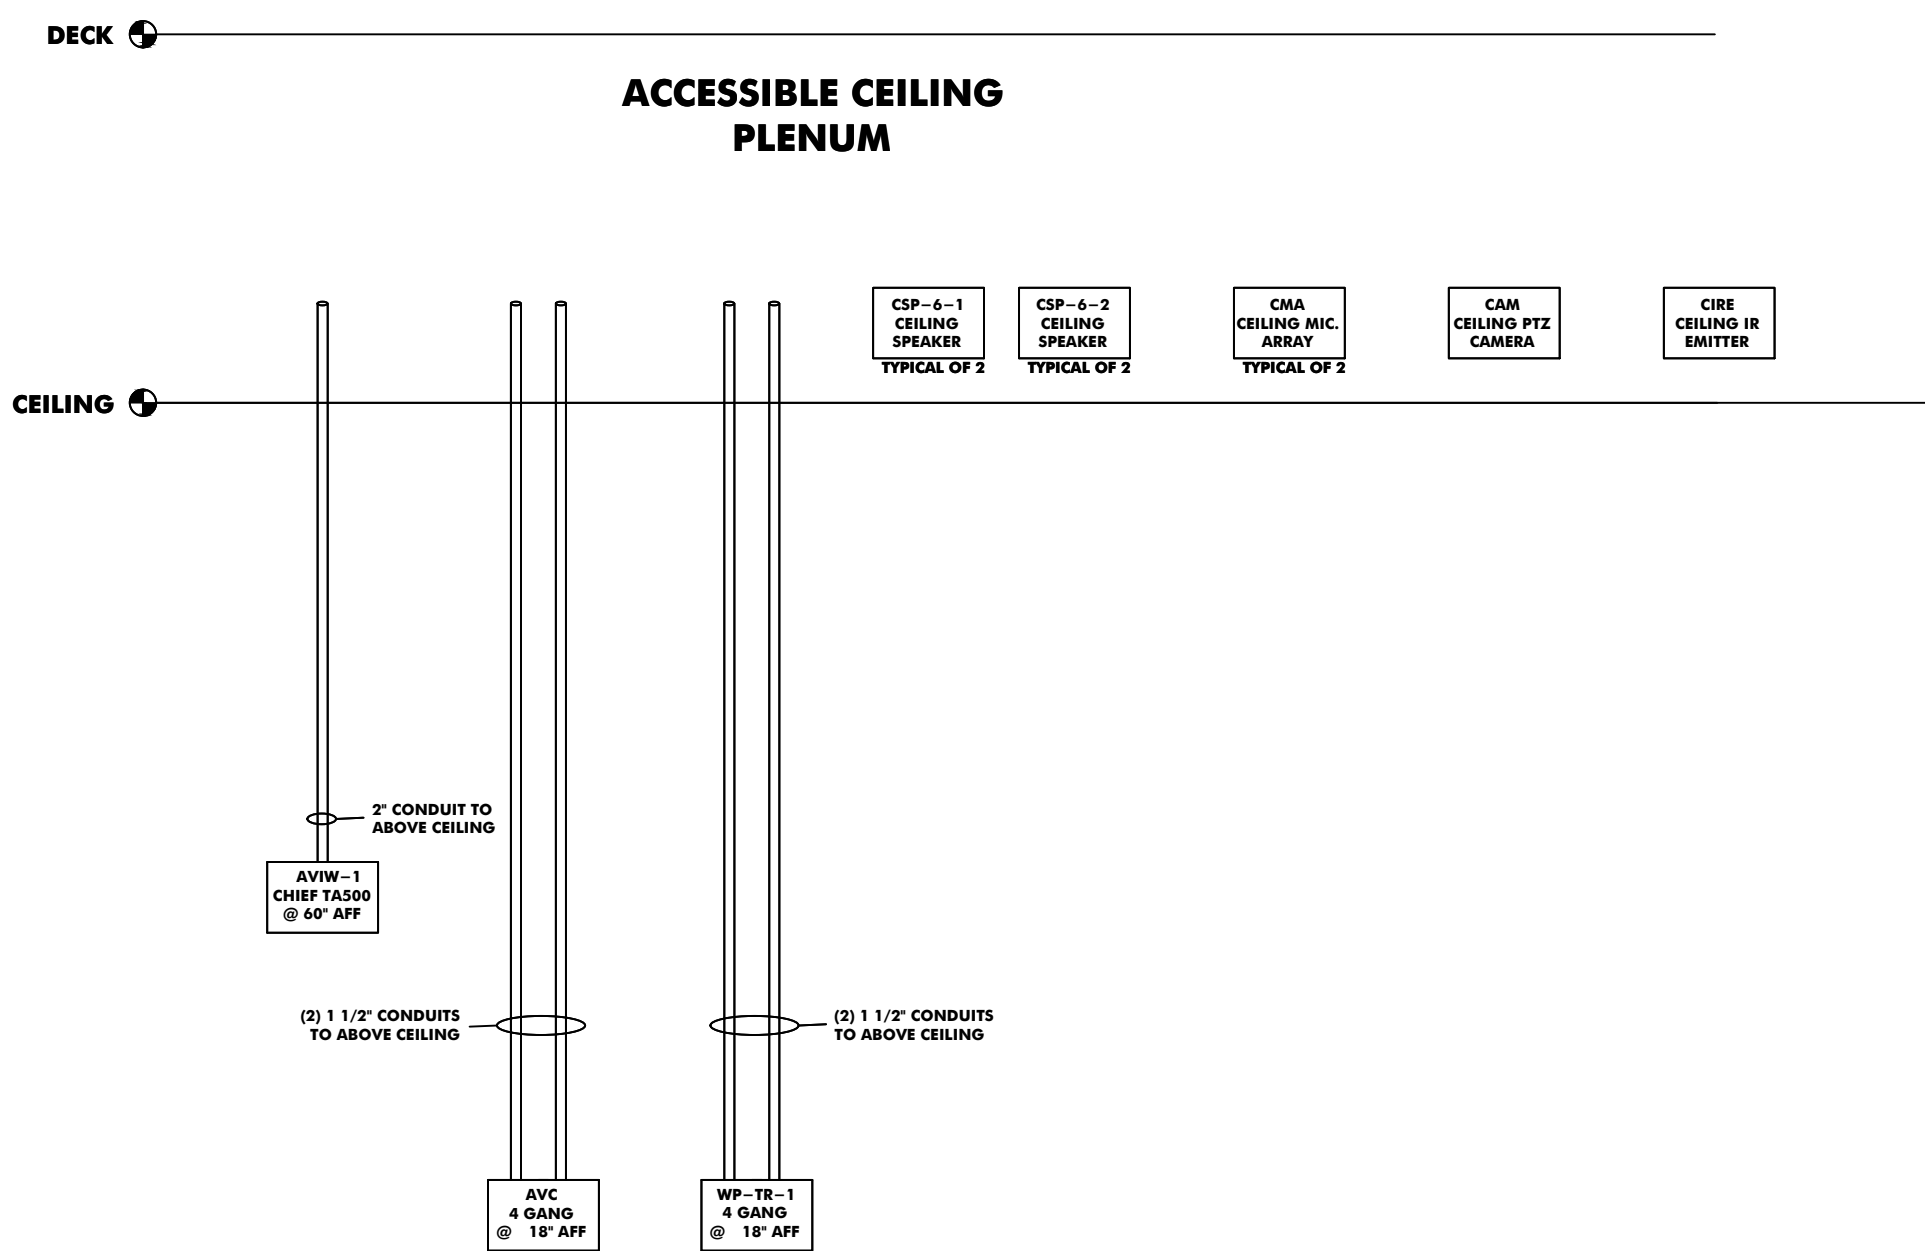 DECK
ACCESSIBLE CEILING
PLENUM
CSP-6-1
CEILING
SPEAKER
TYPICAL OF 2
CSP-6-2
CEILING
SPEAKER
TYPICAL OF 2
CMA
CEILING MIC.
ARRAY
TYPICAL OF 2
CAM
CEILING PTZ
CAMERA
CIRE
CEILING IR
EMITTER
CEILING
2" CONDUIT TO
ABOVE CEILING
AVIW-1
CHIEF TA500
@ 60" AFF
(2) 1 1/2" CONDUITS
TO ABOVE CEILING
(2) 1 1/2" CONDUITS
TO ABOVE CEILING
AVC
4 GANG
@ 18" AFF
WP-TR-1
4 GANG
@ 18" AFF